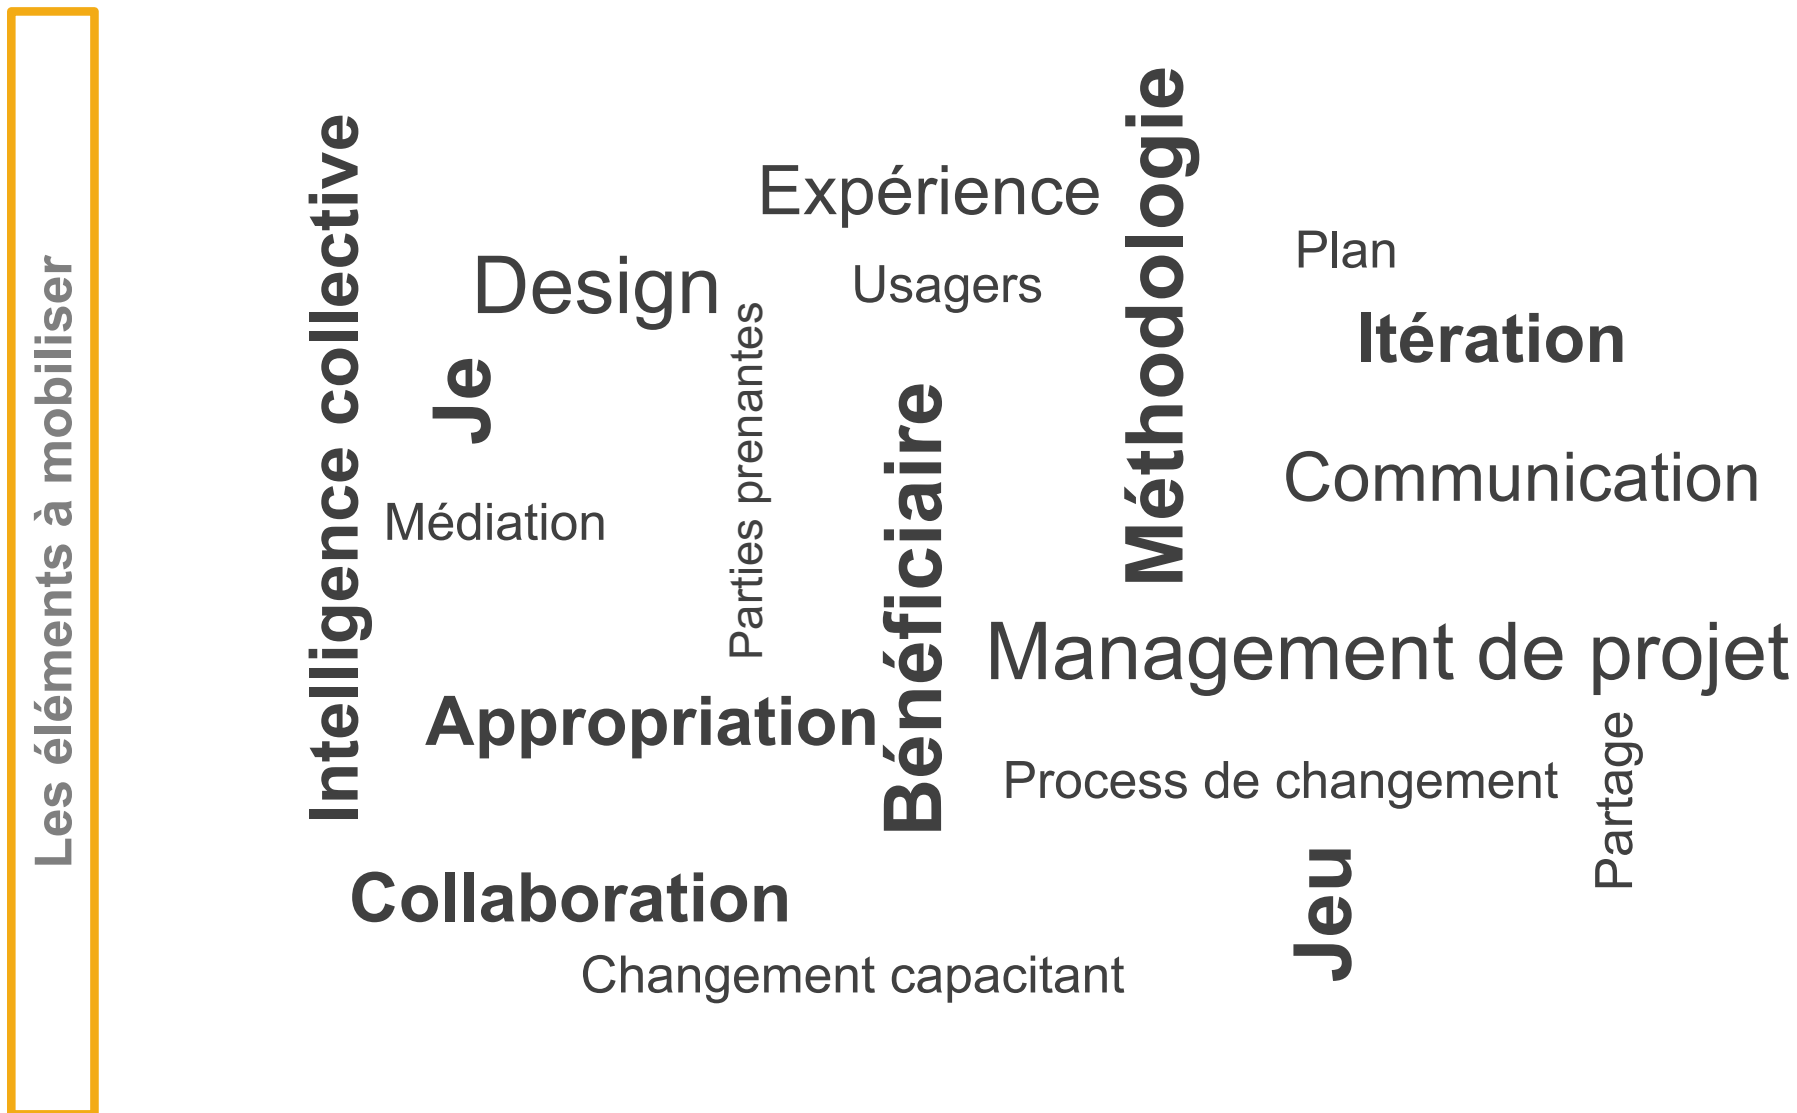 Les éléments à mobiliser
Intelligence collective
Expérience
Méthodologie
Design
Usagers
Plan
Je
Parties prenantes
Itération
Médiation
Bénéficiaire
Communication
Appropriation
Management de projet
Process de changement
Partage
Collaboration
Jeu
Changement capacitant